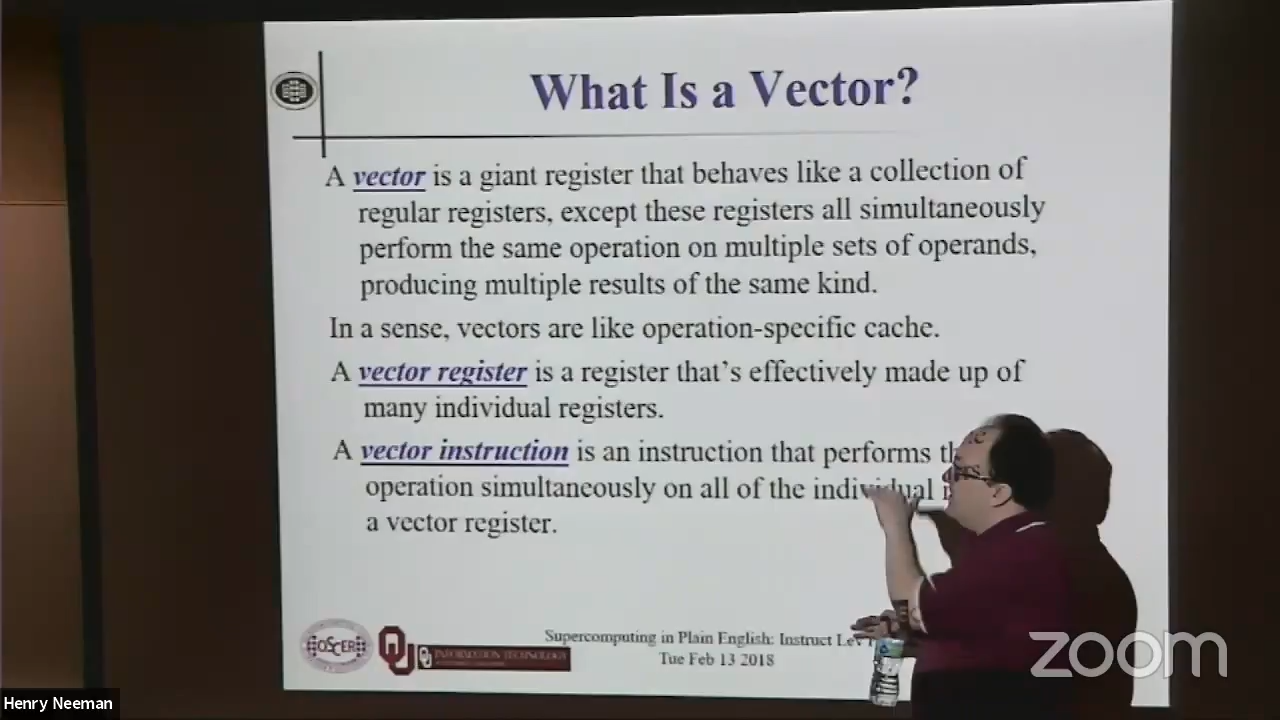 What Is a Vector?
A vector is a giant register that behaves like a collection of
regular registers, except these registers all simultaneously
perform the same operation on multiple sets of operands,
producing multiple results of the same kind.
In a sense, vectors are like operation-specific cache.
A vector register is a register that's effectively made up of
many individual registers.
A vector instruction is an instruction that performs
operation simultaneously on all of the individual
a vector register.
OSCER
OU
INFORMATION TECHNOLOGY
Supercomputing in Plain English: Instruct Lev
Tue Feb 13 2018
zoom
Henry Neeman